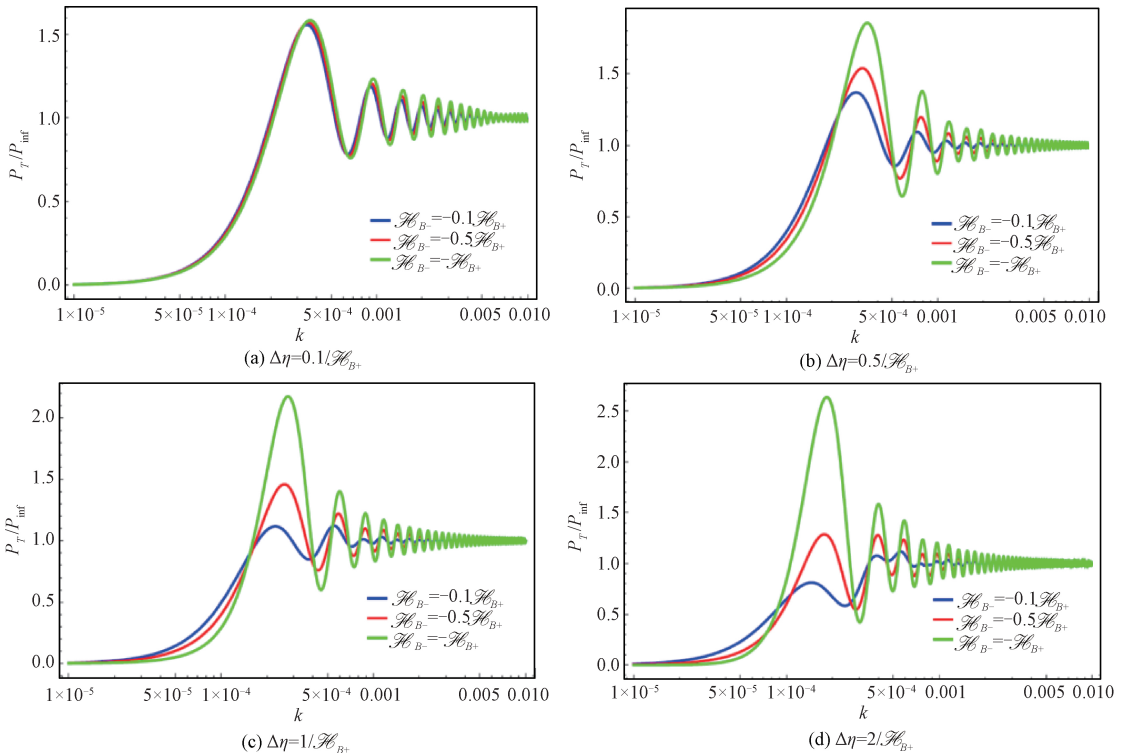 1.5
1.0
0.5
0.0
P_T/P_inf
ℋ_B−=−0.1ℋ_B+
ℋ_B−=−0.5ℋ_B+
ℋ_B−=−ℋ_B+
1×10⁻⁵ 5×10⁻⁵ 1×10⁻⁴ 5×10⁻⁴ 0.001 0.005 0.010
k
(a) Δη=0.1/ℋ_B+
1.5
1.0
0.5
0.0
P_T/P_inf
ℋ_B−=−0.1ℋ_B+
ℋ_B−=−0.5ℋ_B+
ℋ_B−=−ℋ_B+
1×10⁻⁵ 5×10⁻⁵ 1×10⁻⁴ 5×10⁻⁴ 0.001 0.005 0.010
k
(b) Δη=0.5/ℋ_B+
2.0
1.5
1.0
0.5
0.0
P_T/P_inf
ℋ_B−=−0.1ℋ_B+
ℋ_B−=−0.5ℋ_B+
ℋ_B−=−ℋ_B+
1×10⁻⁵ 5×10⁻⁵ 1×10⁻⁴ 5×10⁻⁴ 0.001 0.005 0.010
k
(c) Δη=1/ℋ_B+
2.5
2.0
1.5
1.0
0.5
0.0
P_T/P_inf
ℋ_B−=−0.1ℋ_B+
ℋ_B−=−0.5ℋ_B+
ℋ_B−=−ℋ_B+
1×10⁻⁵ 5×10⁻⁵ 1×10⁻⁴ 5×10⁻⁴ 0.001 0.005 0.010
k
(d) Δη=2/ℋ_B+